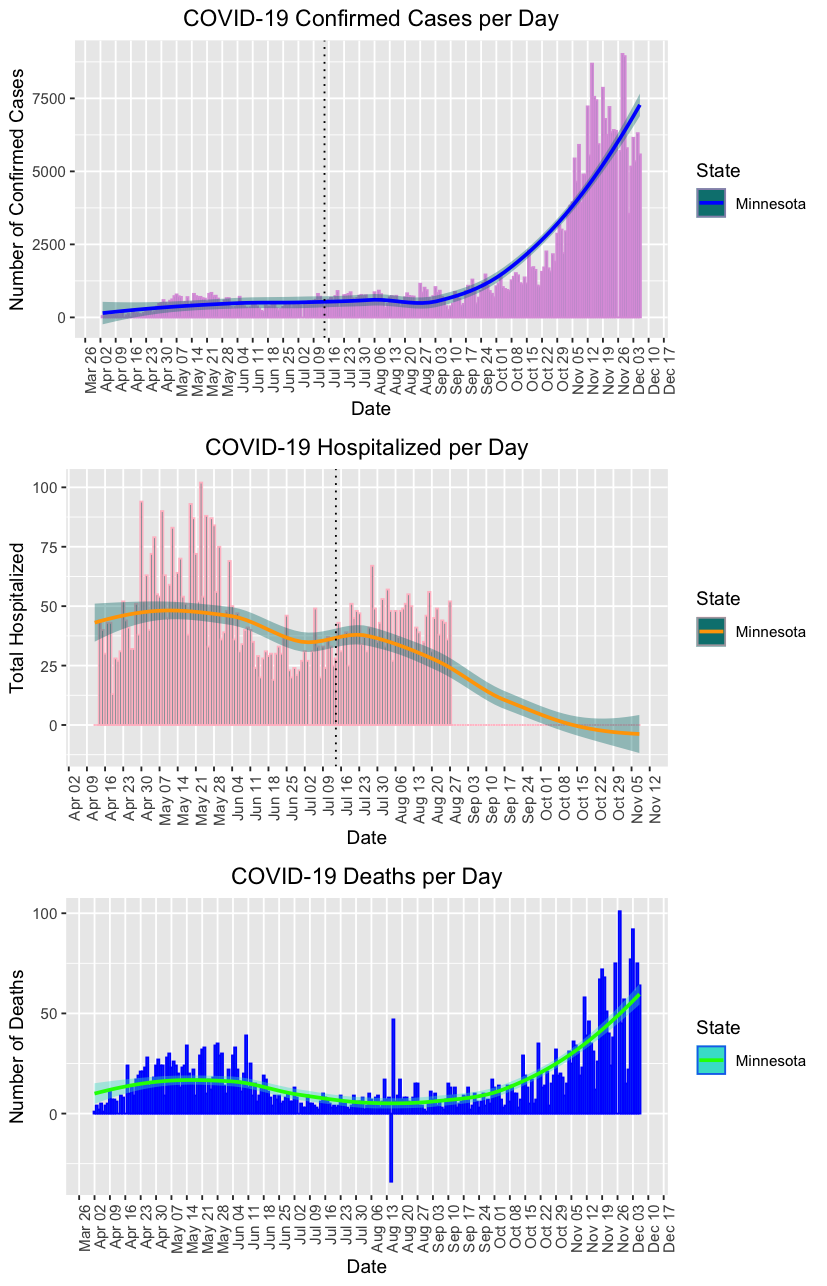 COVID-19 Confirmed Cases per Day
Number of Confirmed Cases
7500
5000
2500
0
Mar 26
Apr 02
Apr 09
Apr 16
Apr 23
Apr 30
May 07
May 14
May 21
May 28
Jun 04
Jun 11
Jun 18
Jun 25
Jul 02
Jul 09
Jul 16
Jul 23
Jul 30
Aug 06
Aug 13
Aug 20
Aug 27
Sep 03
Sep 10
Sep 17
Sep 24
Oct 01
Oct 08
Oct 15
Oct 22
Oct 29
Nov 05
Nov 12
Nov 19
Nov 26
Dec 03
Dec 10
Dec 17
Date
State
Minnesota
COVID-19 Hospitalized per Day
Total Hospitalized
100
75
50
25
0
Apr 02
Apr 09
Apr 16
Apr 23
Apr 30
May 07
May 14
May 21
May 28
Jun 04
Jun 11
Jun 18
Jun 25
Jul 02
Jul 09
Jul 16
Jul 23
Jul 30
Aug 06
Aug 13
Aug 20
Aug 27
Sep 03
Sep 10
Sep 17
Sep 24
Oct 01
Oct 08
Oct 15
Oct 22
Oct 29
Nov 05
Nov 12
Date
State
Minnesota
COVID-19 Deaths per Day
Number of Deaths
100
50
0
Mar 26
Apr 02
Apr 09
Apr 16
Apr 23
Apr 30
May 07
May 14
May 21
May 28
Jun 04
Jun 11
Jun 18
Jun 25
Jul 02
Jul 09
Jul 16
Jul 23
Jul 30
Aug 06
Aug 13
Aug 20
Aug 27
Sep 03
Sep 10
Sep 17
Sep 24
Oct 01
Oct 08
Oct 15
Oct 22
Oct 29
Nov 05
Nov 12
Nov 19
Nov 26
Dec 03
Dec 10
Dec 17
Date
State
Minnesota